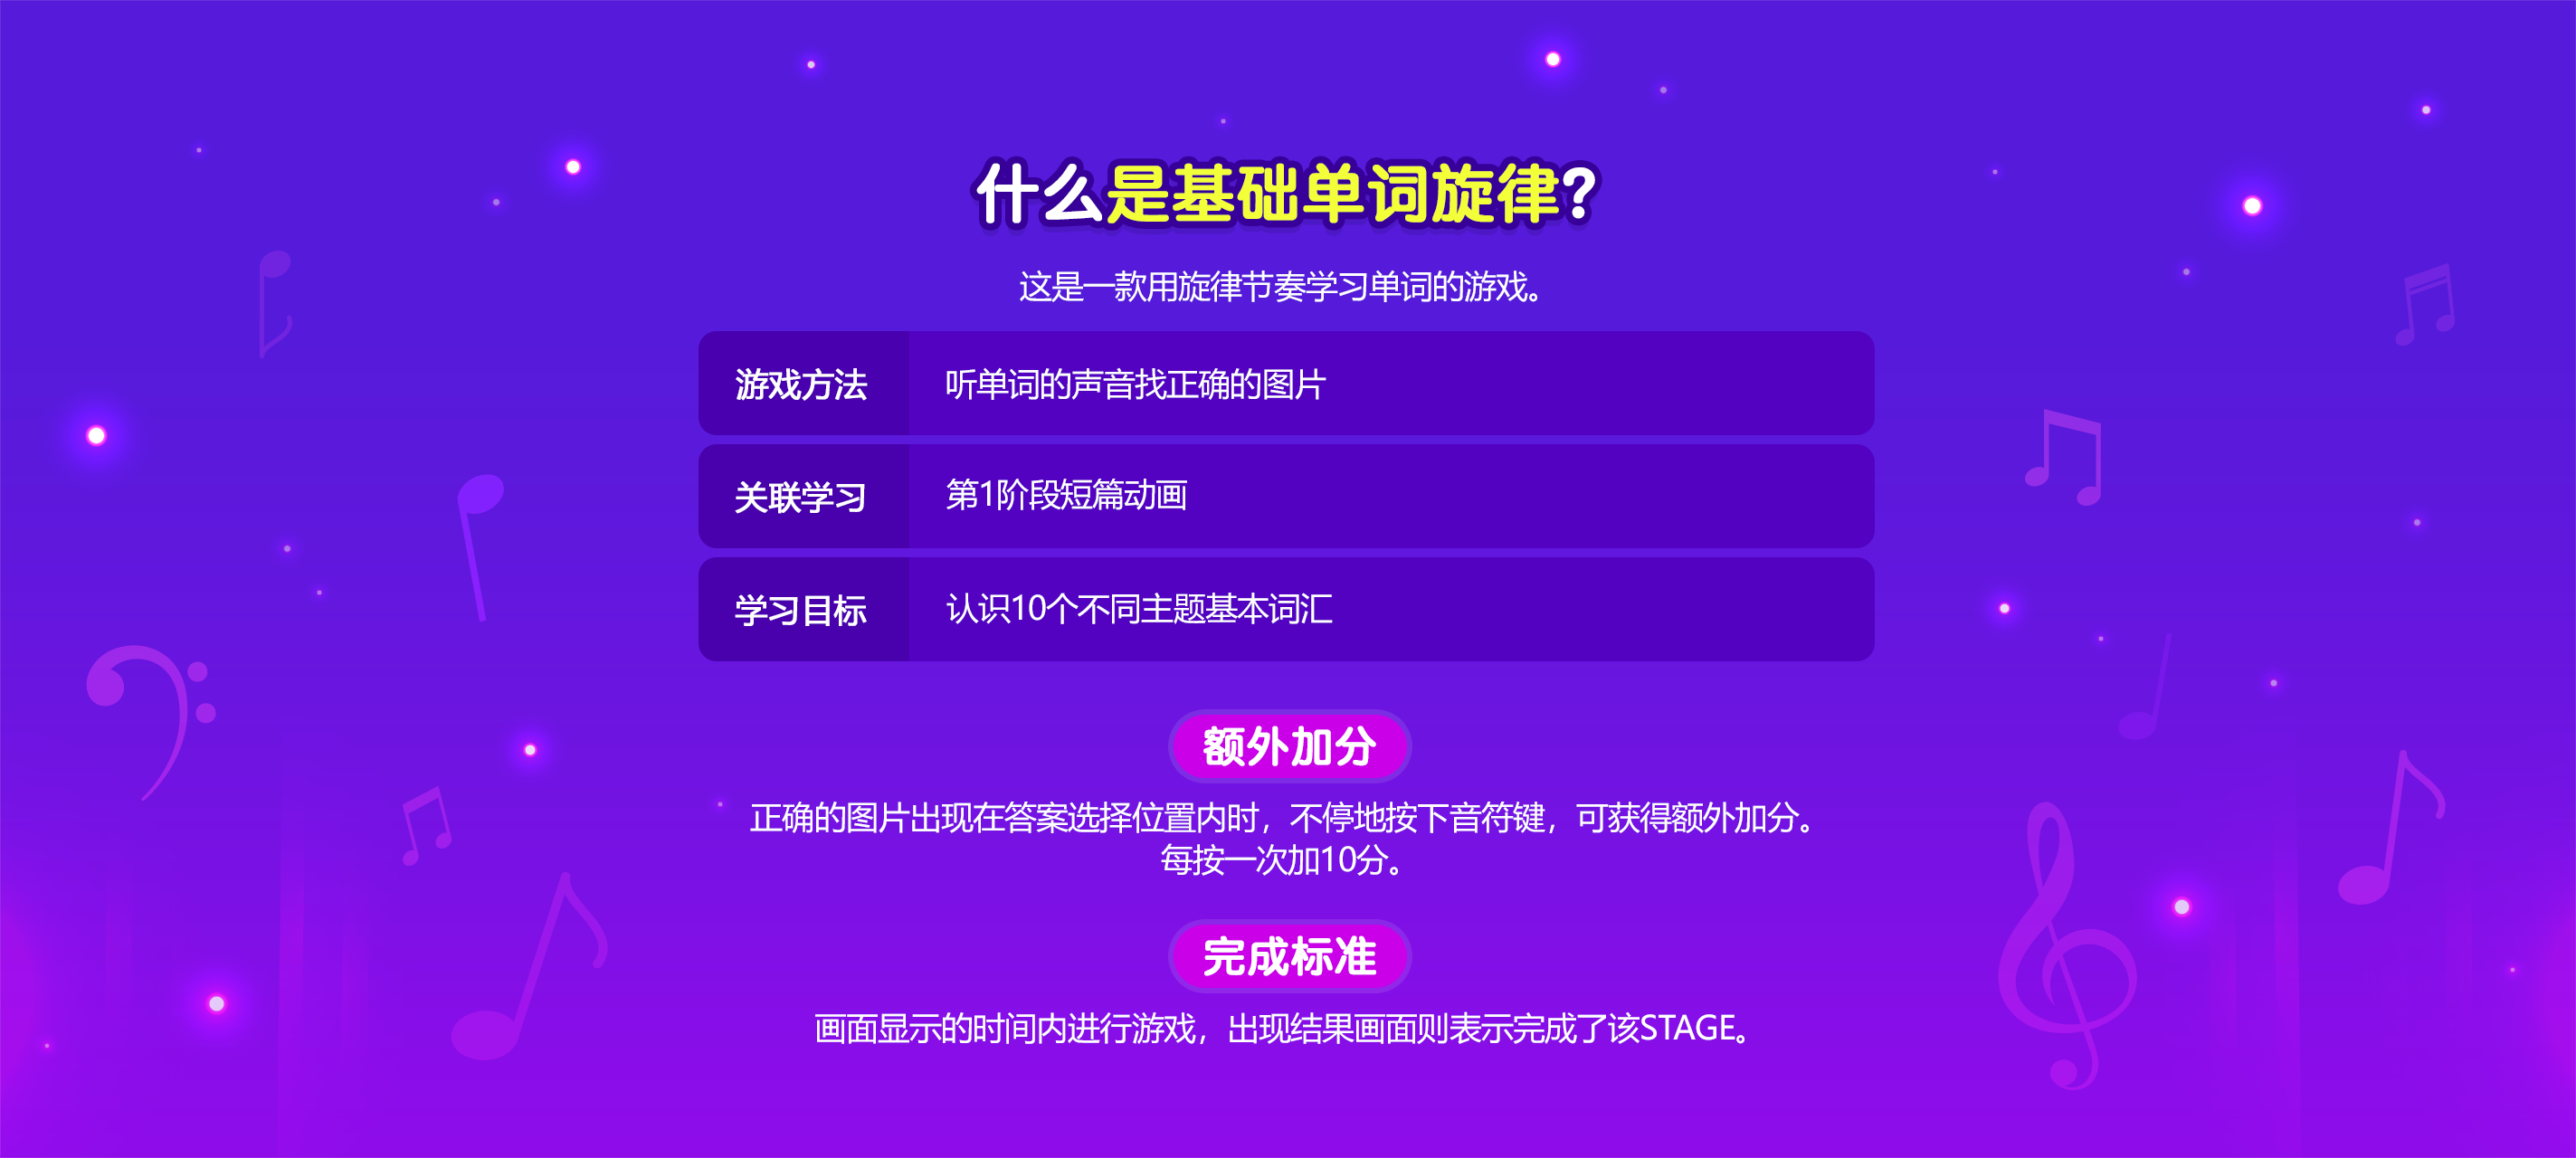 什么是基础单词旋律?
这是一款用旋律节奏学习单词的游戏。
游戏方法 听单词的声音找正确的图片
关联学习 第1阶段短篇动画
学习目标 认识10个不同主题基本词汇
额外加分
正确的图片出现在答案选择位置内时，不停地按下音符键，可获得额外加分。
每按一次加10分。
完成标准
画面显示的时间内进行游戏，出现结果画面则表示完成了该STAGE。